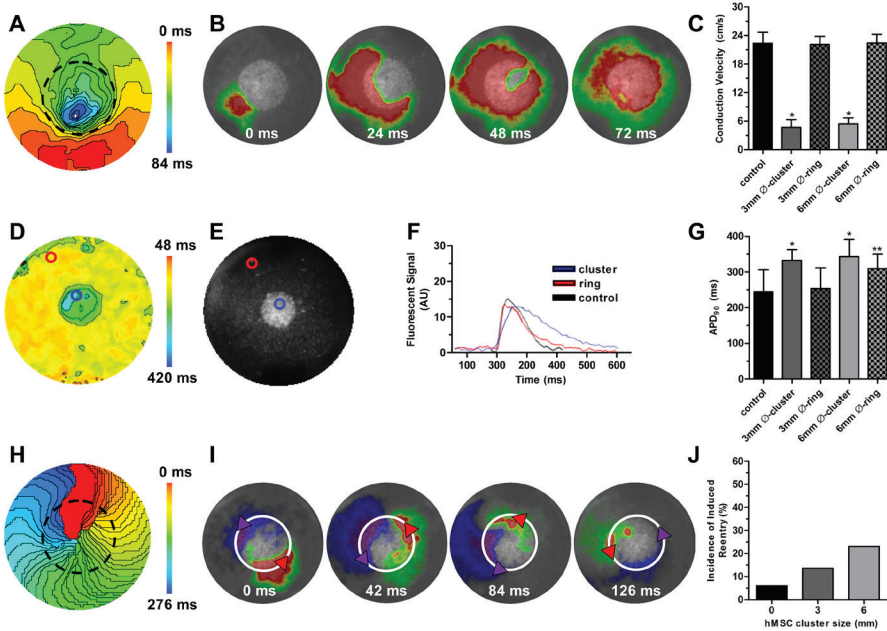 A
0 ms
84 ms
B
0 ms
24 ms
48 ms
72 ms
C
Conduction Velocity (cm/s)
24
18
12
6
0
*
*
control
3mm Ø-cluster
3mm Ø-ring
6mm Ø-cluster
6mm Ø-ring
D
48 ms
420 ms
E
F
Fluorescent Signal
(AU)
30
20
10
0
cluster
ring
control
100 200 300 200 400 500 600
Time (ms)
G
APD90
(ms)
400
300
200
100
0
*
*
**
control
3mm Ø-cluster
3mm Ø-ring
6mm Ø-cluster
6mm Ø-ring
H
0 ms
276 ms
I
0 ms
42 ms
84 ms
126 ms
J
Incidence of Induced
Reentry (%)
60
50
40
30
20
10
0
0 3 6
hMSC cluster size (mm)